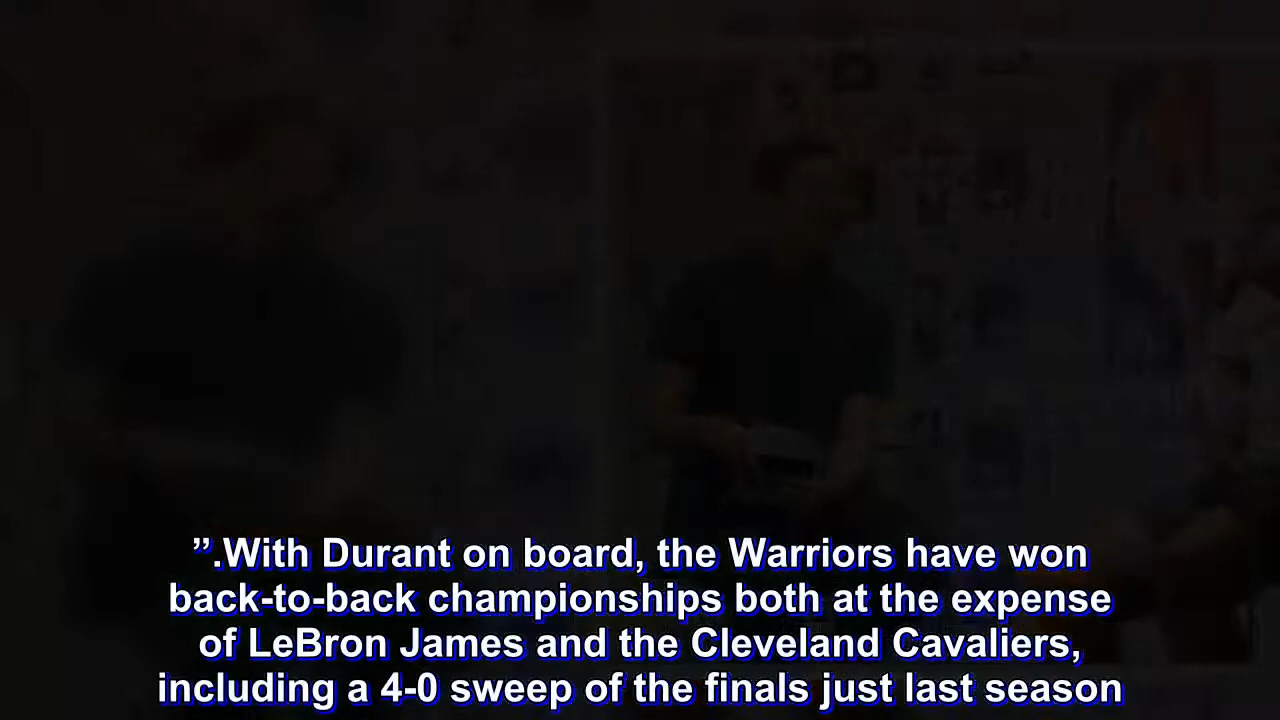 ”.With Durant on board, the Warriors have won
back-to-back championships both at the expense
of LeBron James and the Cleveland Cavaliers,
including a 4-0 sweep of the finals just last season